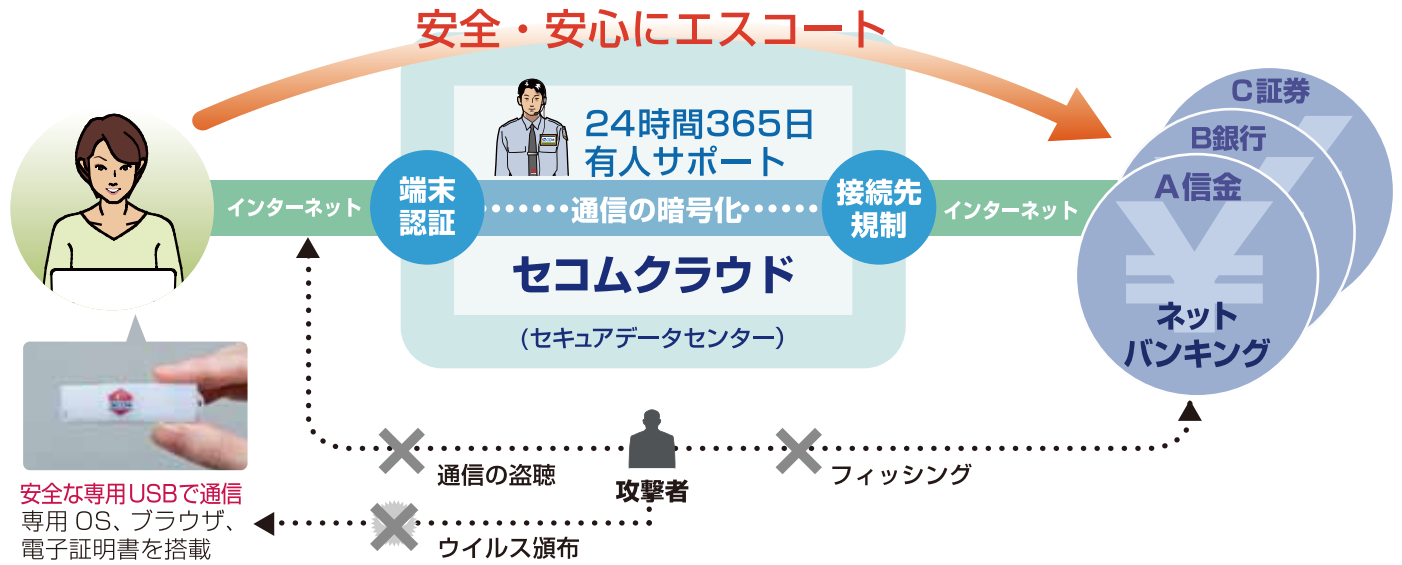 安全・安心にエスコート
24時間365日
有人サポート
C証券
B銀行
A信金
インターネット
端末
認証
通信の暗号化
接続先
規制
インターネット
セコムクラウド
(セキュアデータセンター)
¥
ネット
バンキング
通信の盗聴
攻撃者
フィッシング
安全な専用USBで通信
専用OS、ブラウザ、
電子証明書を搭載
ウイルス頒布